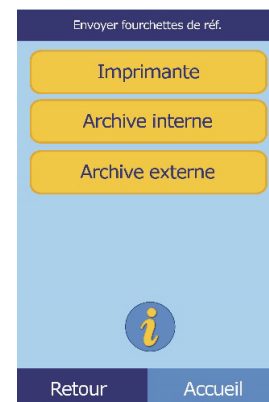 Envoyer fourchettes de réf.
Imprimante
Archive interne
Archive externe
i
Retour Accueil